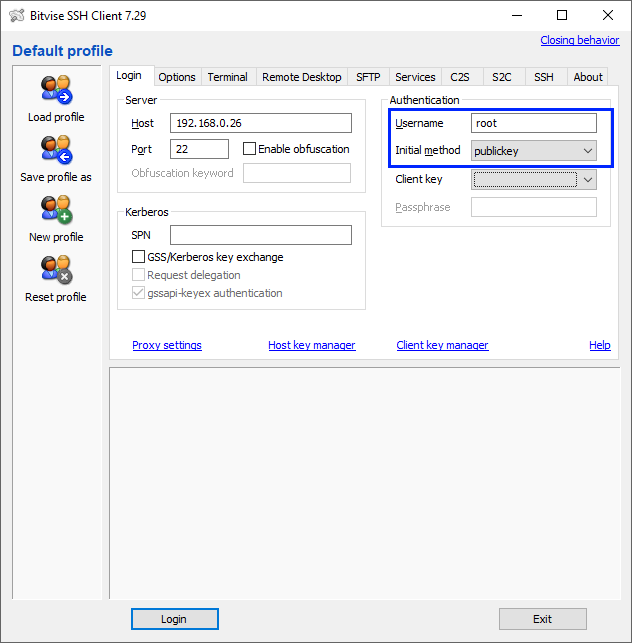 Bitvise SSH Client 7.29
Closing behavior
Default profile
Load profile
Save profile as
New profile
Reset profile
Login Options Terminal Remote Desktop SFTP Services C2S S2C SSH About
Server
Host 192.168.0.26
Port 22 Enable obfuscation
Obfuscation keyword
Kerberos
SPN
GSS/Kerberos key exchange
Request delegation
gssapi-keyex authentication
Authentication
Username root
Initial method publickey
Client key
Passphrase
Proxy settings Host key manager Client key manager Help
Login Exit